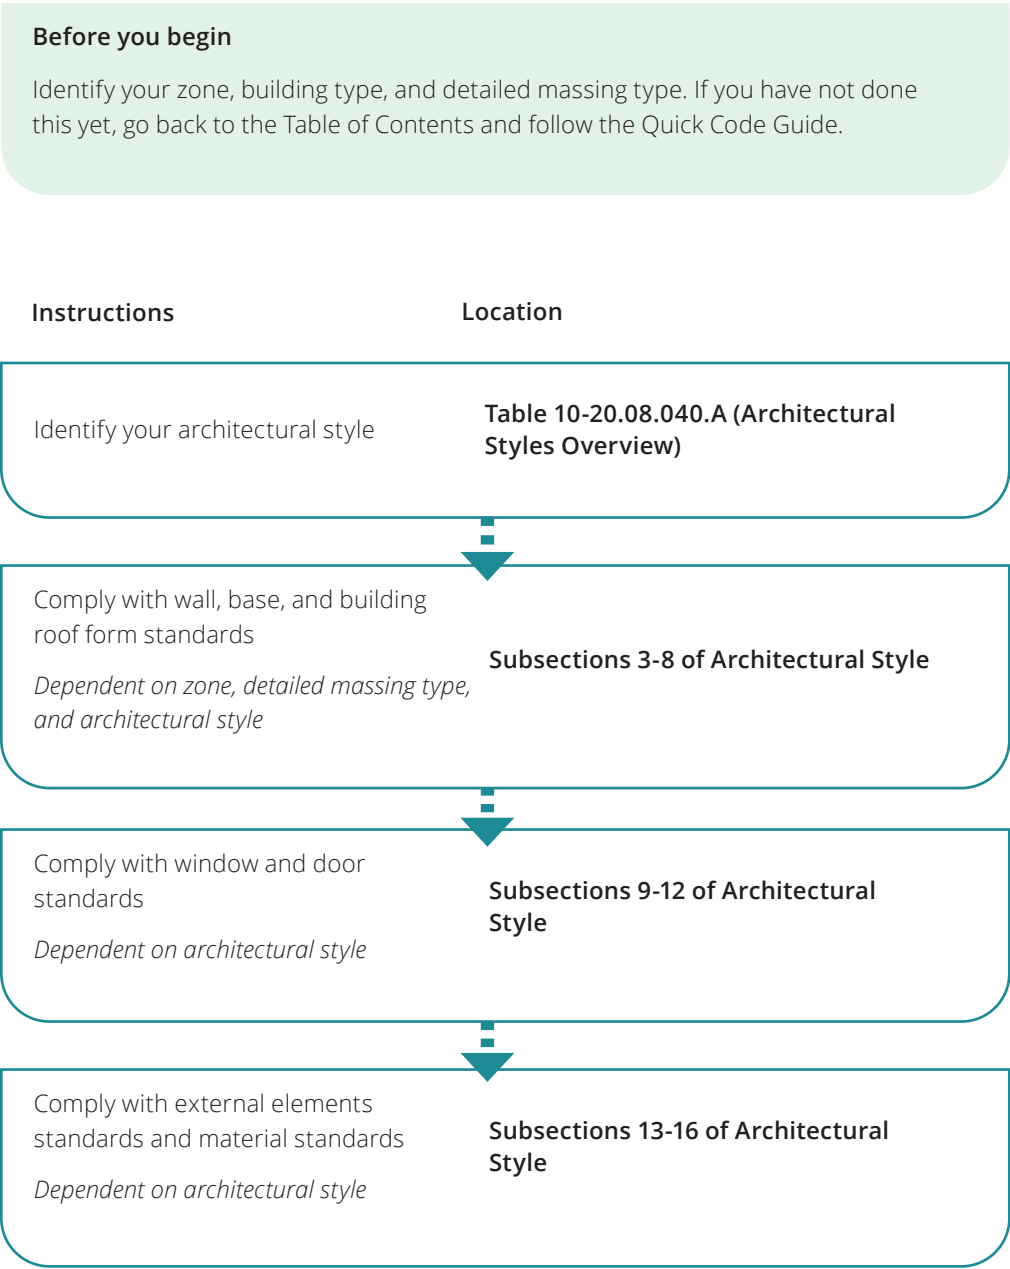 Before you begin
Identify your zone, building type, and detailed massing type. If you have not done
this yet, go back to the Table of Contents and follow the Quick Code Guide.
Instructions
Location
Identify your architectural style
Table 10-20.08.040.A (Architectural
Styles Overview)
Comply with wall, base, and building
roof form standards
Dependent on zone, detailed massing type,
and architectural style
Subsections 3-8 of Architectural Style
Comply with window and door
standards
Dependent on architectural style
Subsections 9-12 of Architectural
Style
Comply with external elements
standards and material standards
Dependent on architectural style
Subsections 13-16 of Architectural
Style